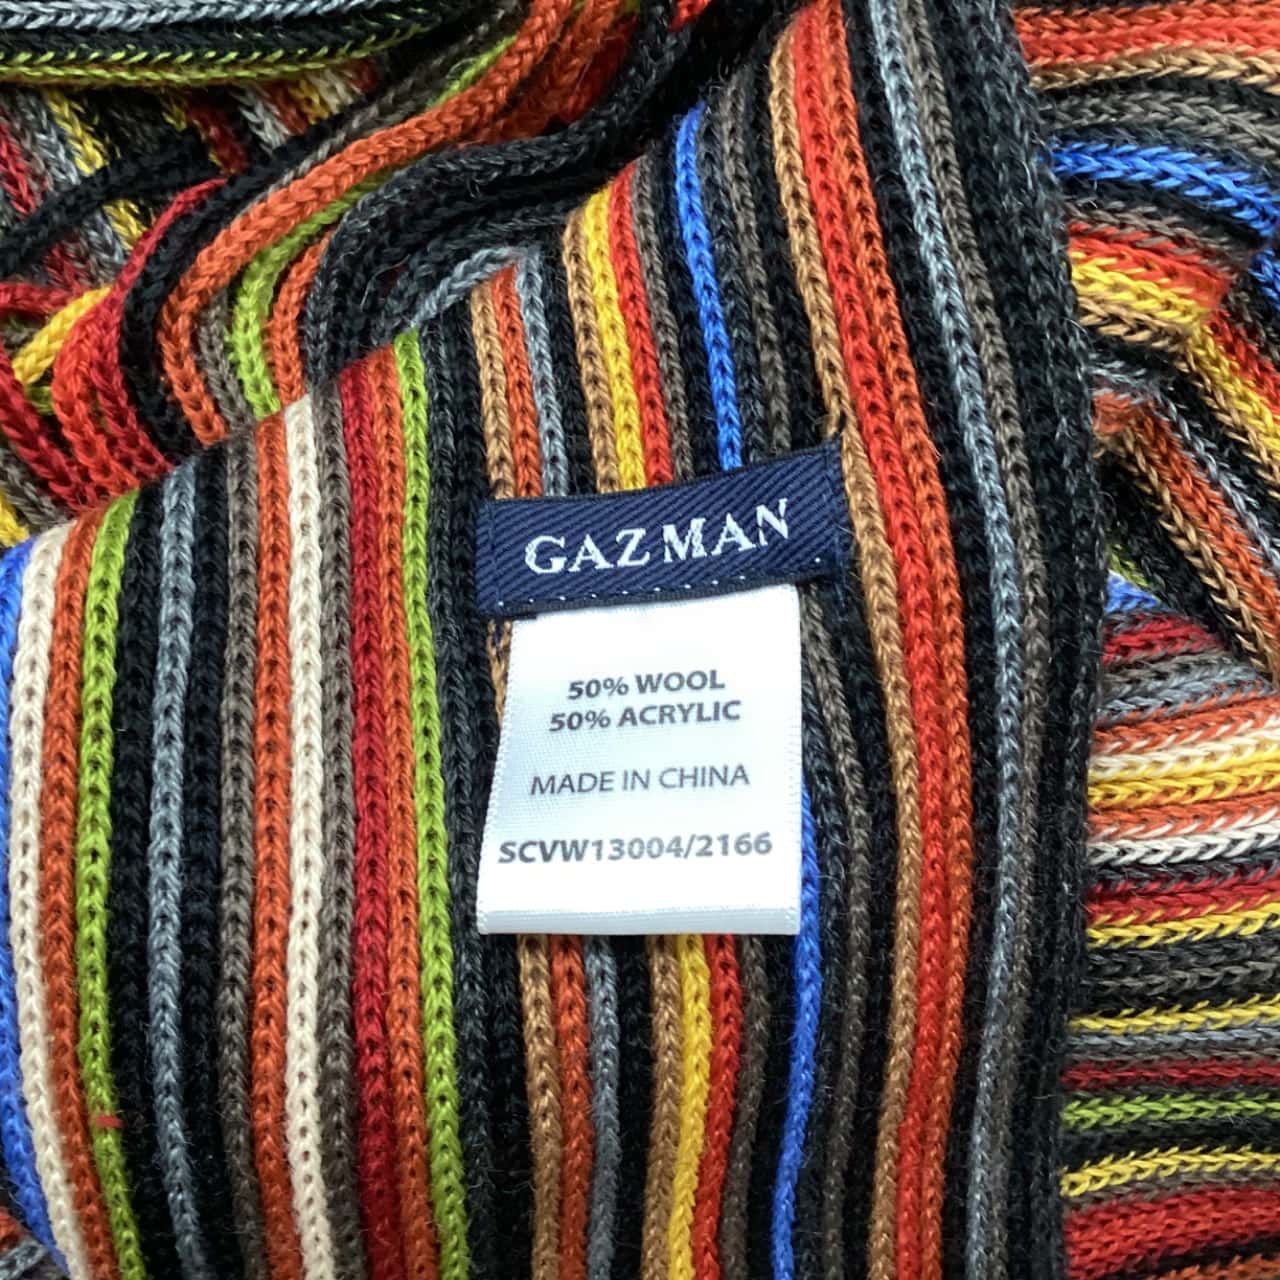 GAZMAN
50% WOOL
50% ACRYLIC
MADE IN CHINA
SCVW13004/2166